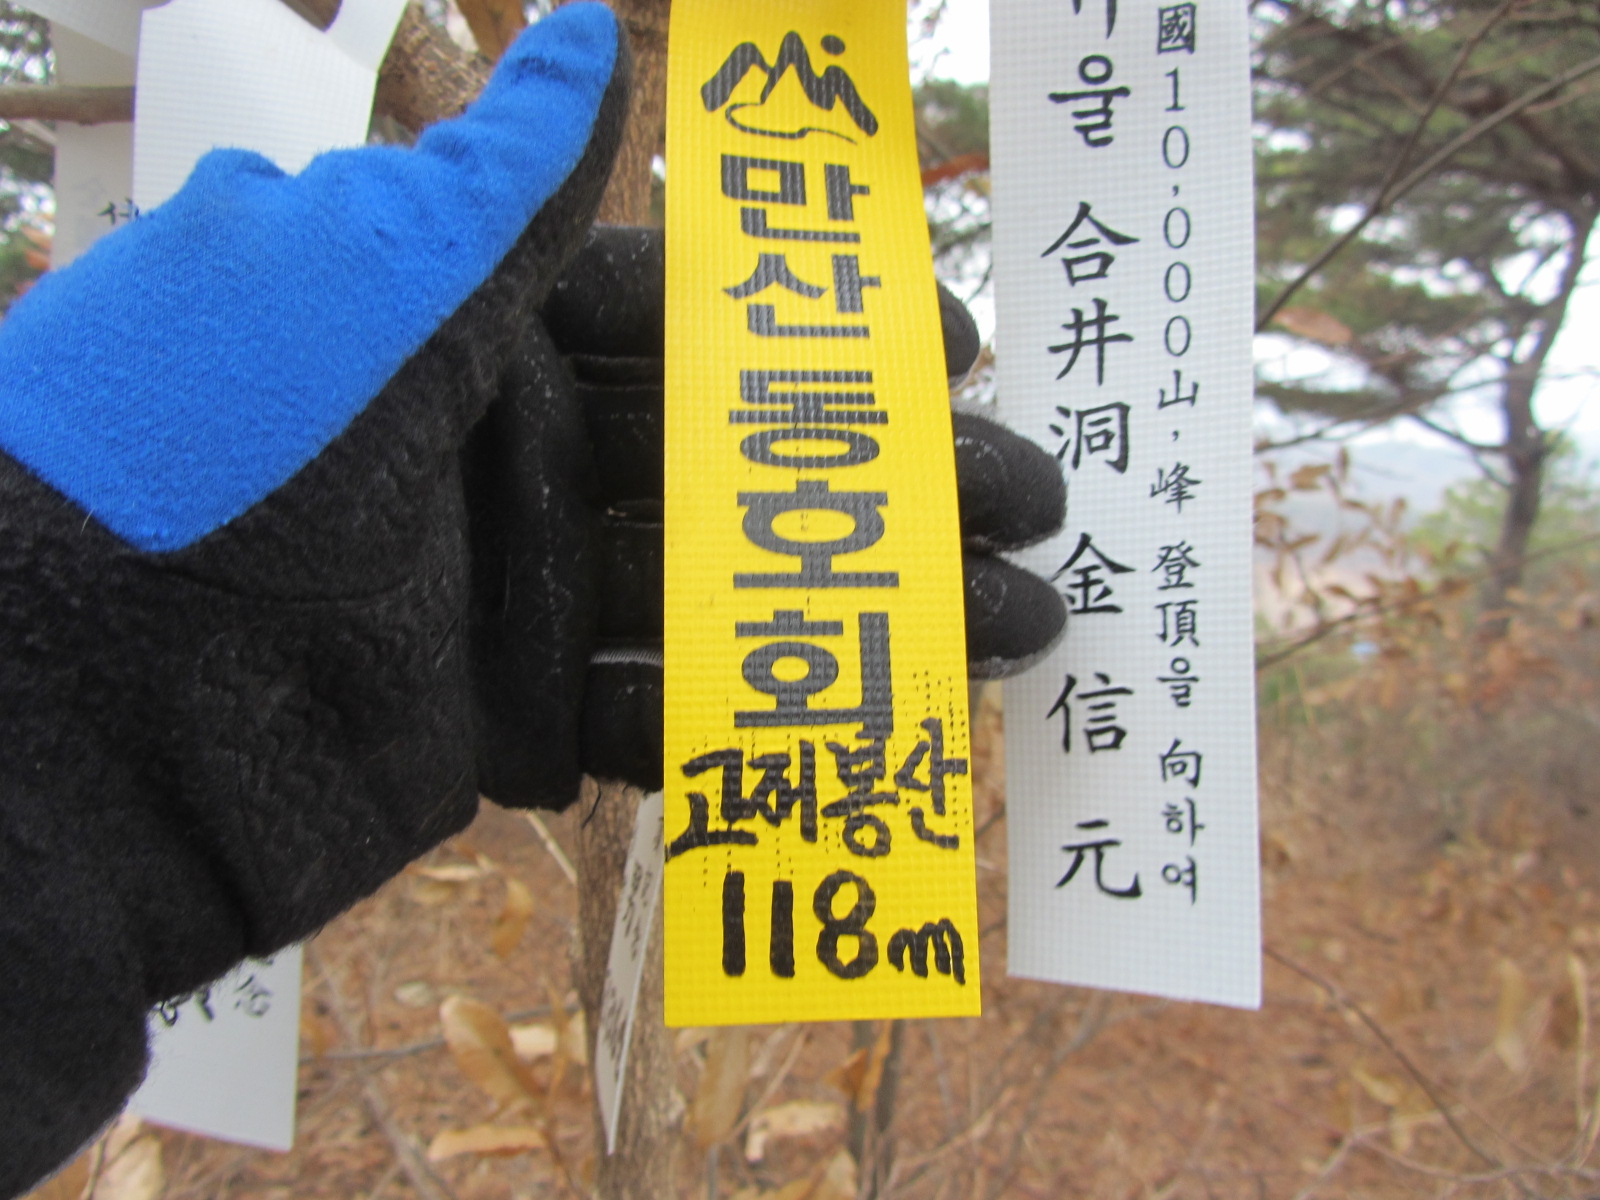 만산동호회
고재봉산
118m
國10,000山,峰 登頂을 向하여
을 合井洞 金信元